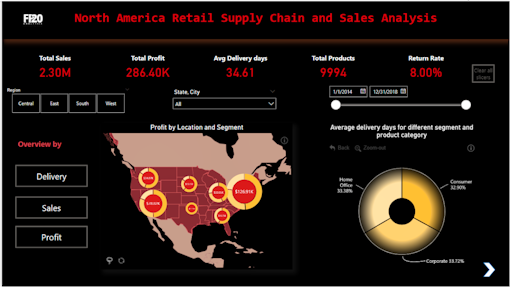 FP20
North America Retail Supply Chain and Sales Analysis
Total Sales
2.30M
Total Profit
286.40K
Avg Delivery days
34.61
Total Products
9994
Return Rate
8.00%
Clear all
slicers
Region
Central East South West
State, City
All
1/1/2014 12/31/2018
Overview by
Delivery
Sales
Profit
Profit by Location and Segment
$126.81K
Average delivery days for different segment and
product category
Back Zoom-out
Home
Office
33.38%
Consumer
32.90%
Corporate 33.72%